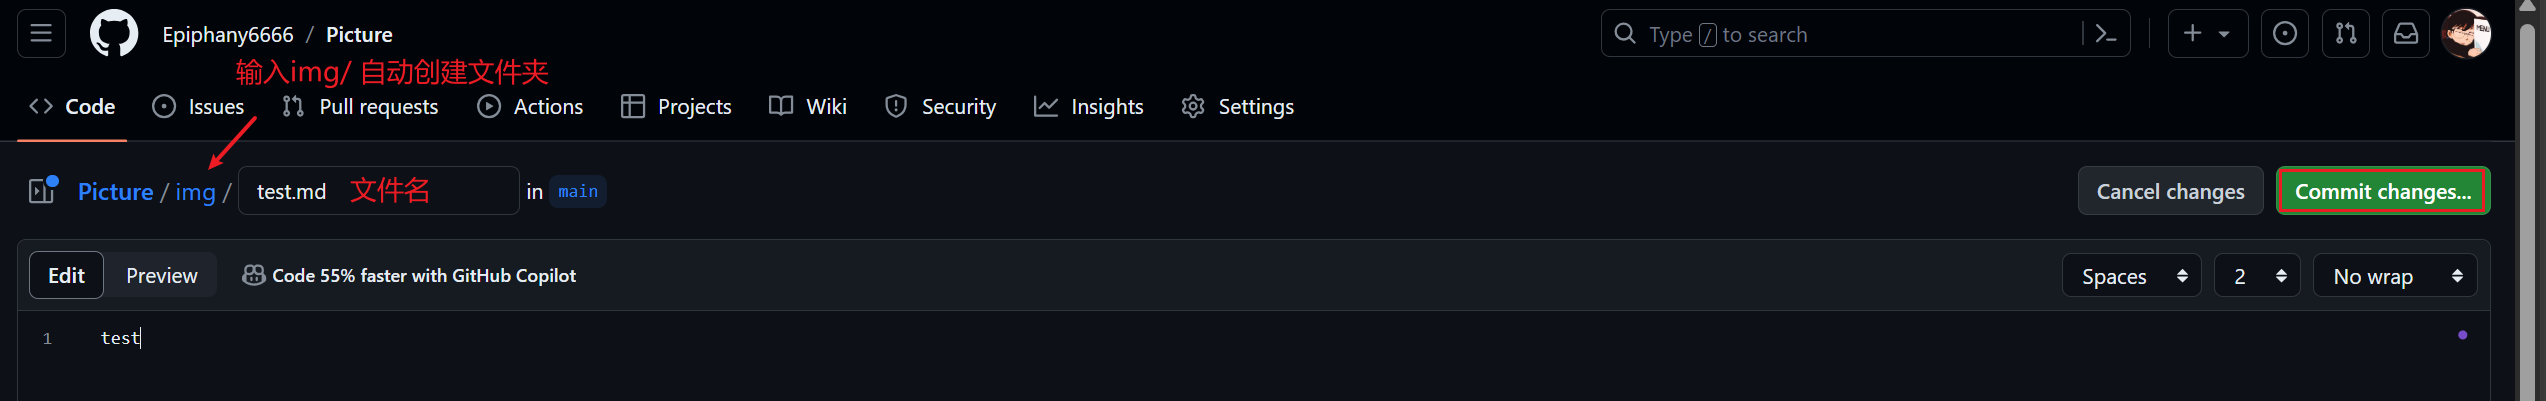 Epiphany6666 / Picture
Type / to search
输入img/ 自动创建文件夹
Code Issues Pull requests Actions Projects Wiki Security Insights Settings
Picture / img / test.md 文件名 in main Cancel changes Commit changes...
Edit Preview Code 55% faster with GitHub Copilot Spaces 2 No wrap
1 test